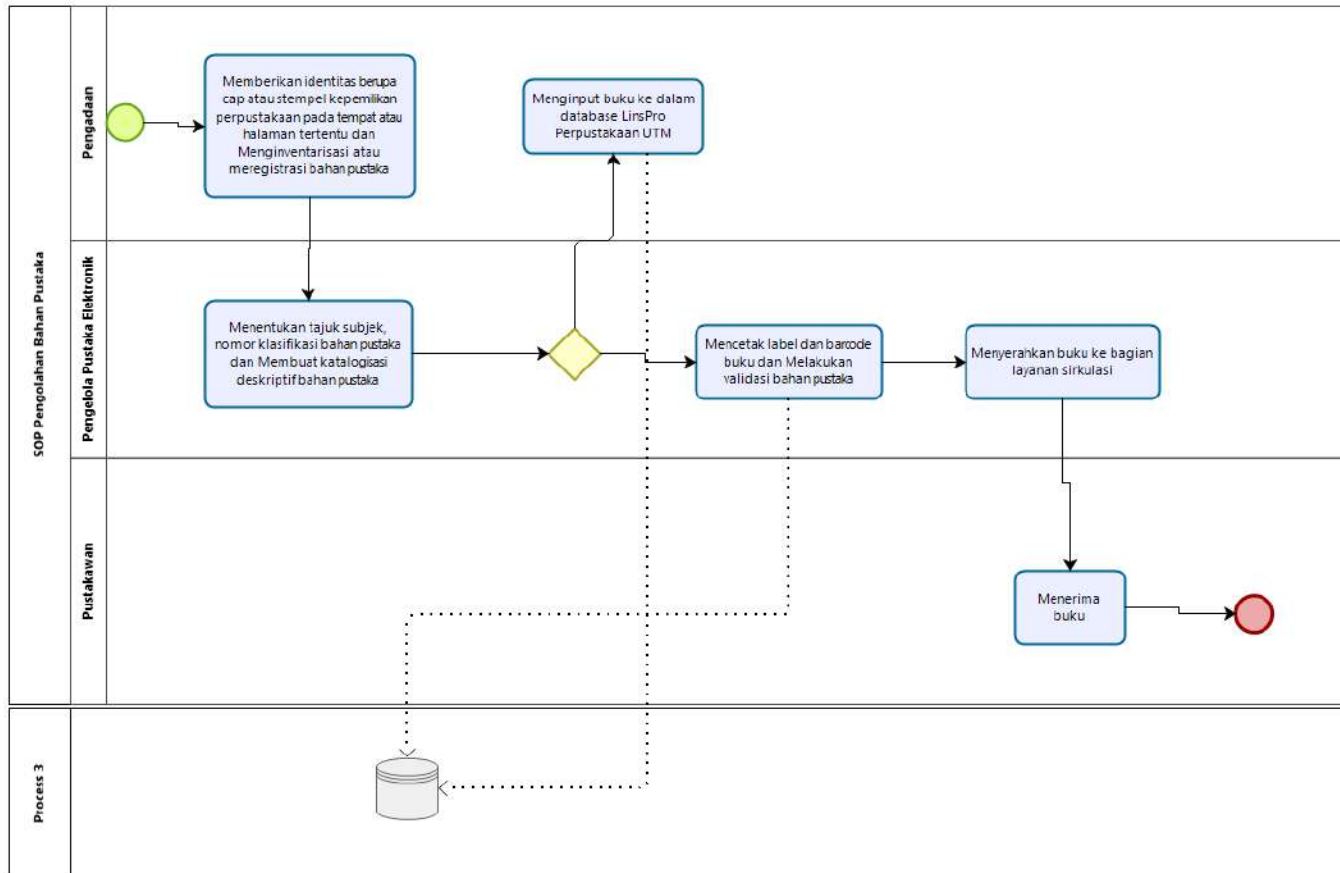 SOP Pengolahan Bahan Pustaka
Pengadaan
Memberikan identitas berupa
cap atau stempel kepemilikan
perpustakaan pada tempat atau
halaman tertentu dan
Menginventarisasi atau
meregistrasi bahan pustaka
Menginput buku ke dalam
database LinsPro
Perpustakaan UTM
Pengelola Pustaka Elektronik
Menentukan tajuk subjek,
nomor klasifikasi bahan pustaka
dan Membuat katalogisasi
deskriptif bahan pustaka
Mencetak label dan barcode
buku dan Melakukan
validasi bahan pustaka
Menyerahkan buku ke bagian
layanan sirkulasi
Pustakawan
Menerima
buku
Process 3